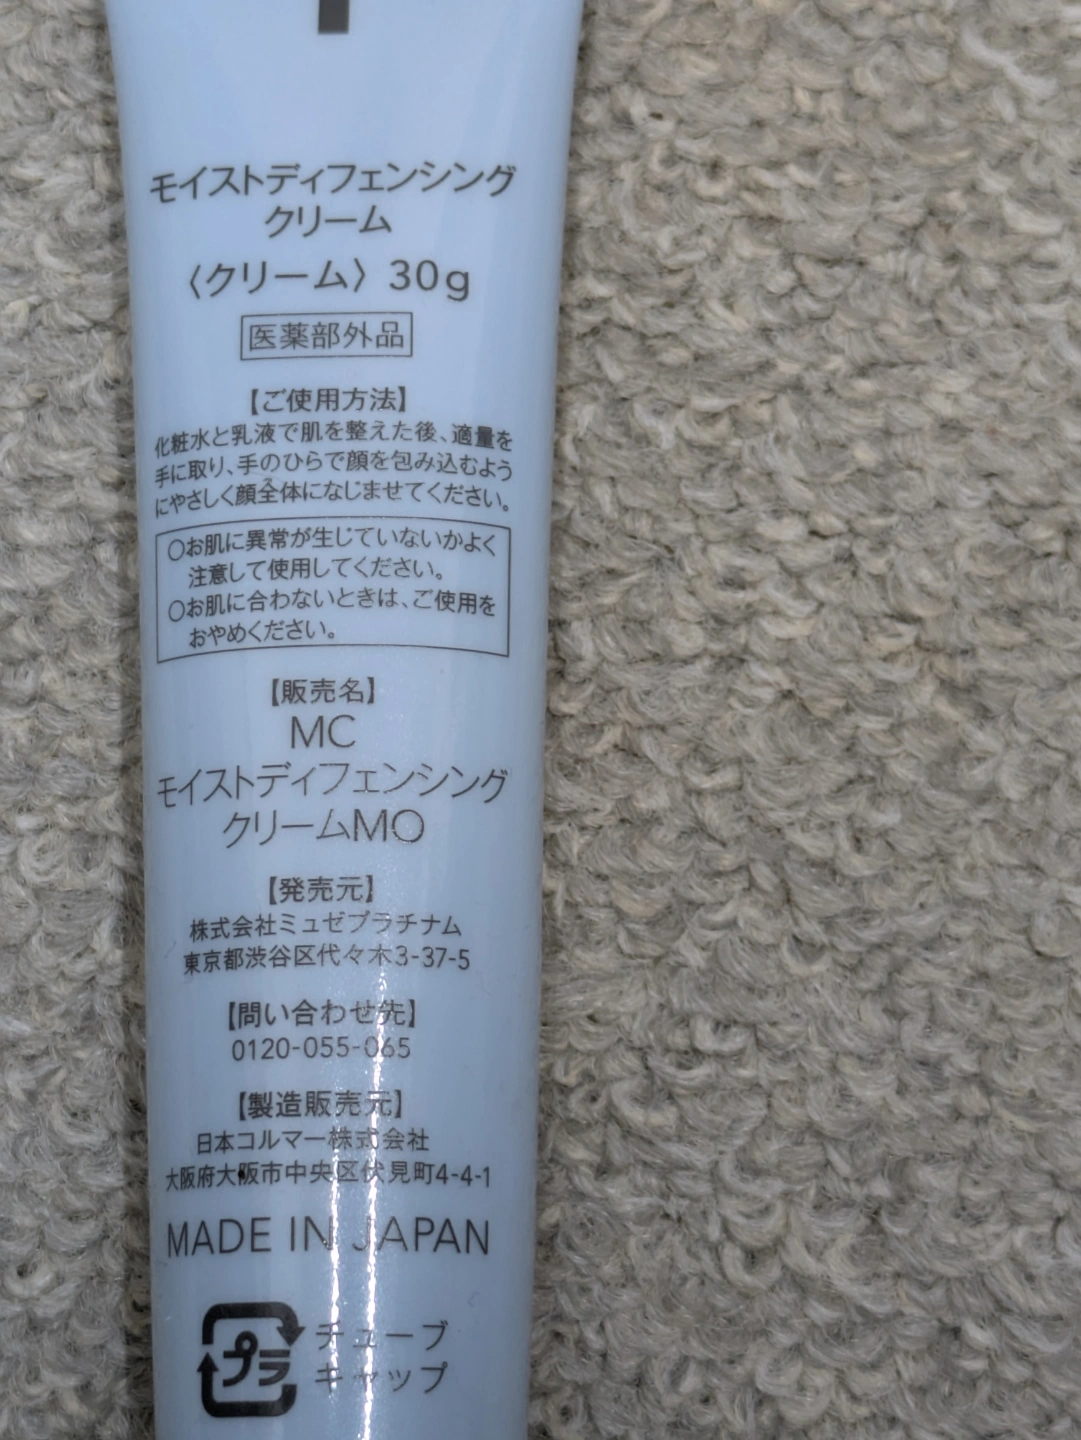 モイストディフェンシング
クリーム
〈クリーム〉30g
医薬部外品
【ご使用方法】
化粧水と乳液で肌を整えた後、適量を
手に取り、手のひらで顔を包み込むよう
にやさしく顔全体になじませてください。
○お肌に異常が生じていないかよく
注意して使用してください。
○お肌に合わないときは、ご使用を
おやめください。
【販売名】
MC
モイストディフェンシング
クリームMO
【発売元】
株式会社ミュゼプラチナム
東京都渋谷区代々木3-37-5
【問い合わせ先】
0120-055-065
【製造販売元】
日本コルマー株式会社
大阪府大阪市中央区伏見町4-4-1
MADE IN JAPAN
プラ
チューブ
キャップ